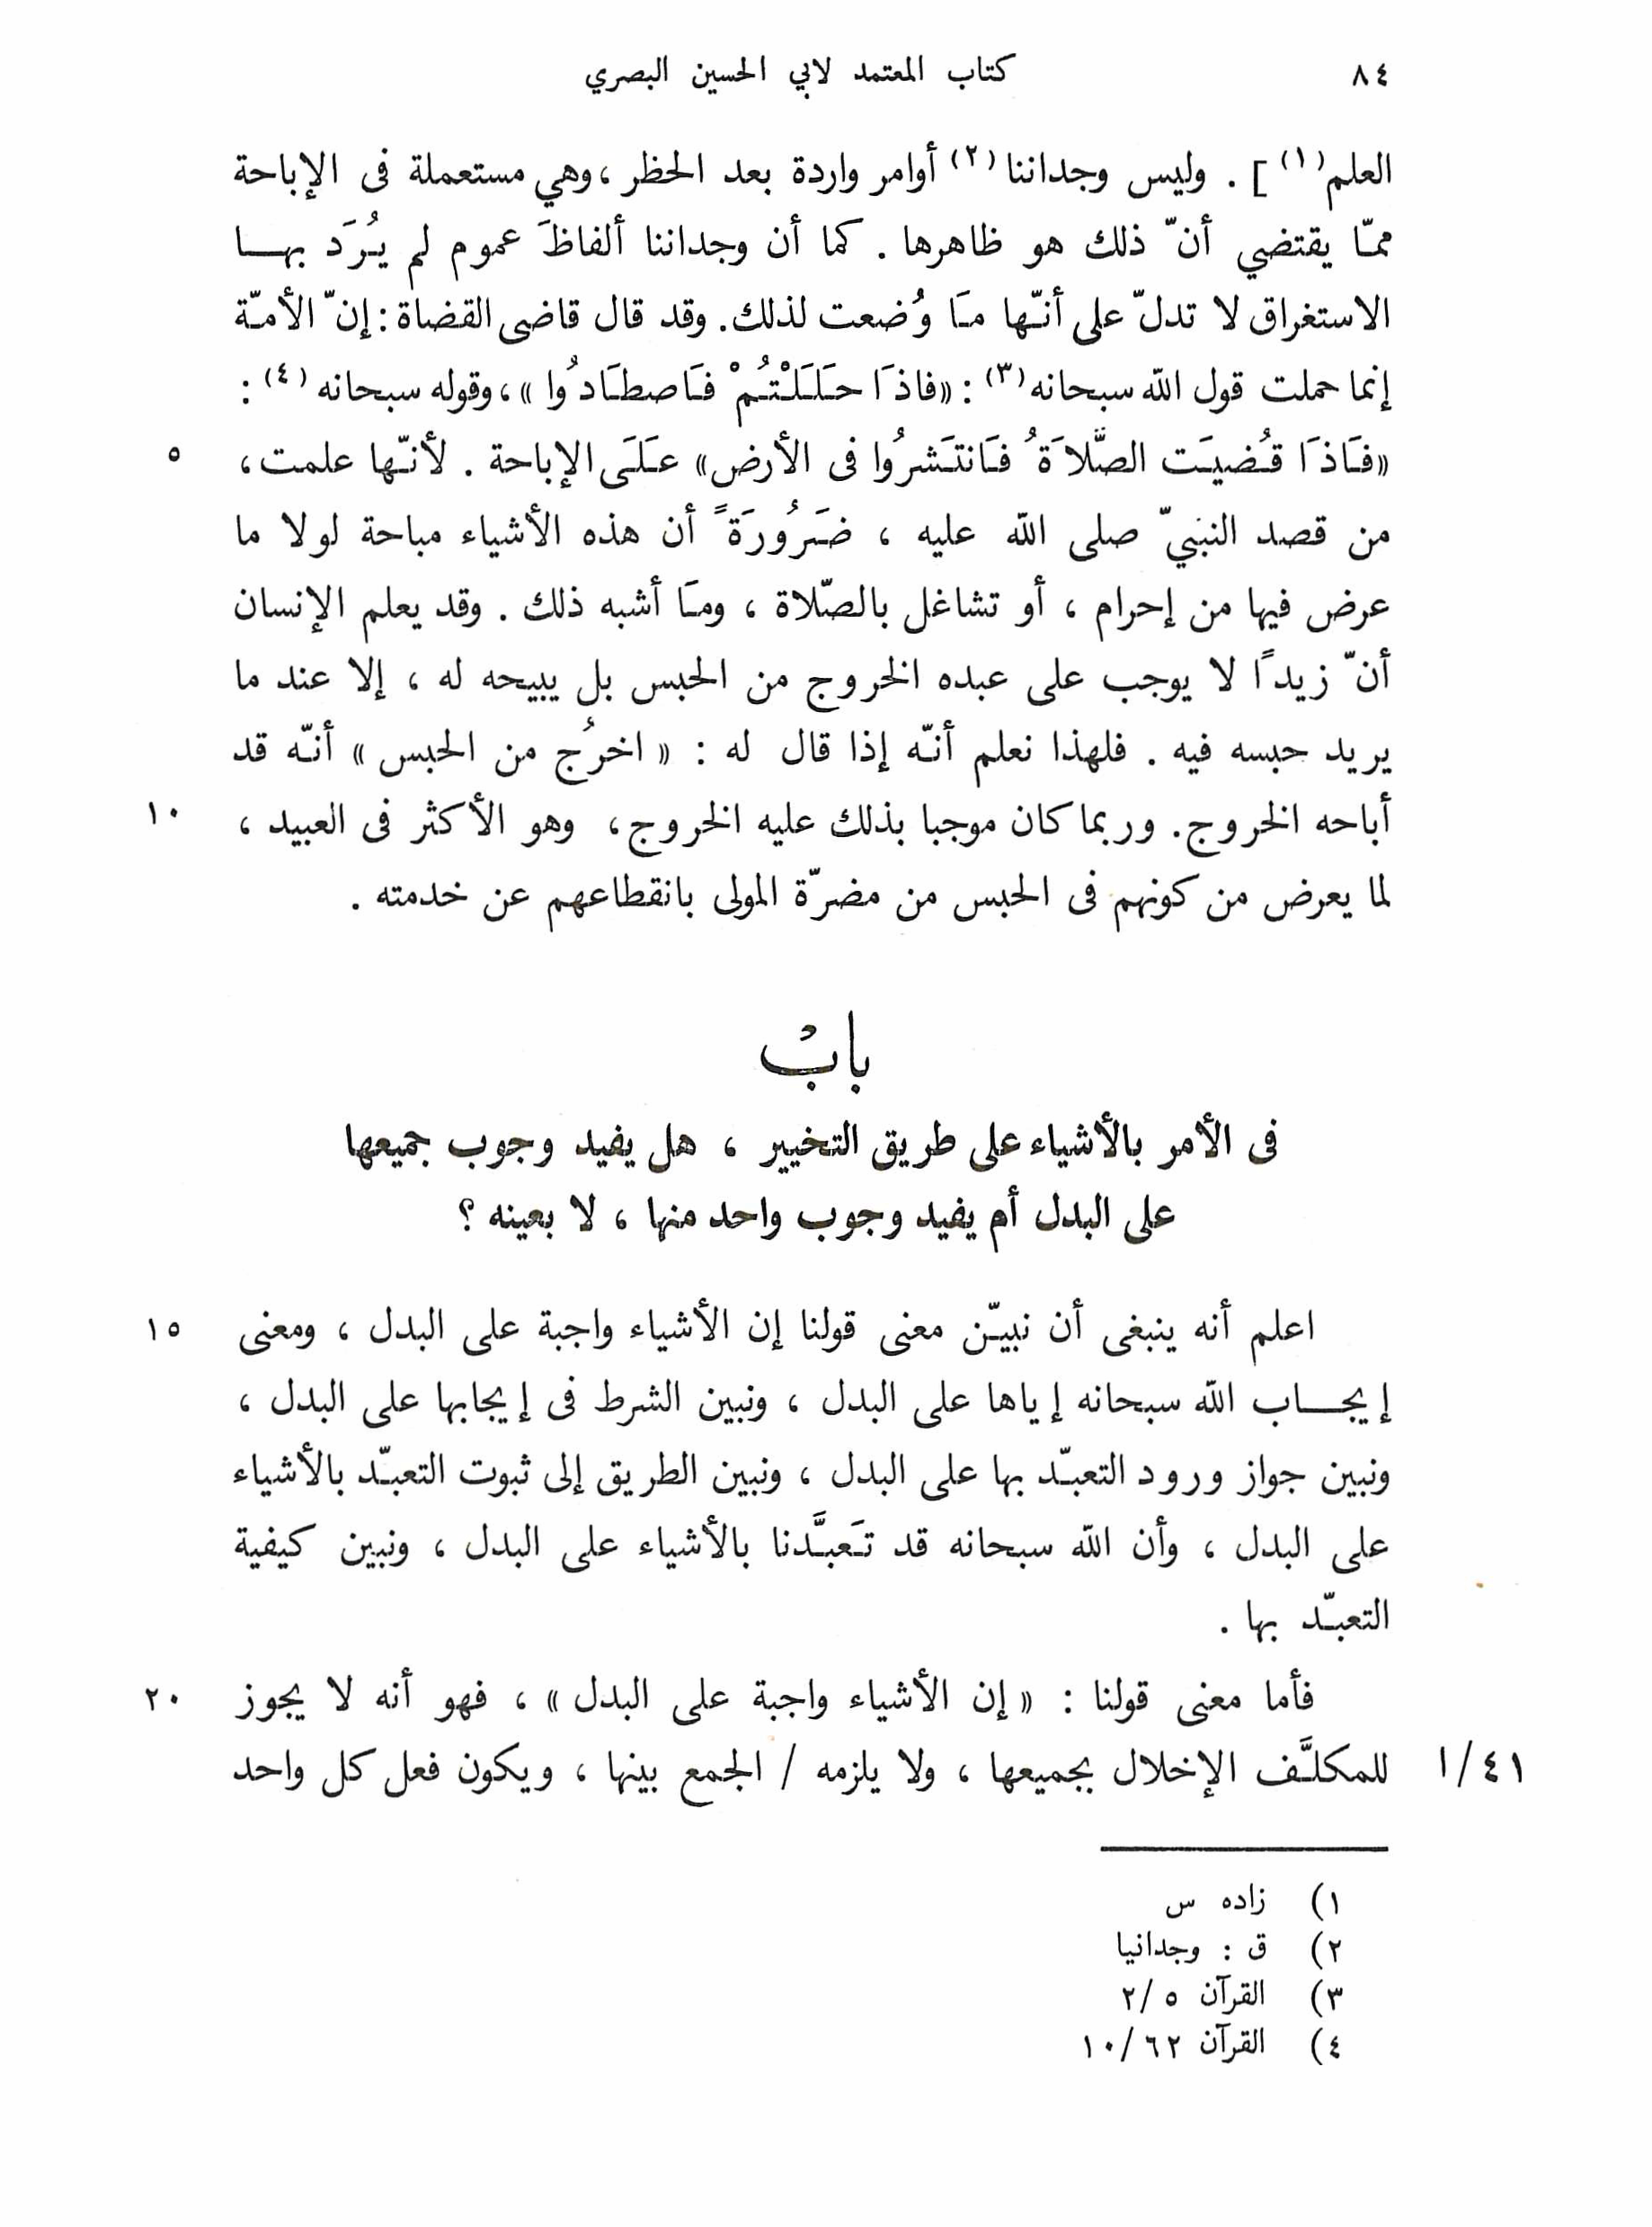 ٨٤ كتاب المعتمد لابي الحسين البصري
العلم(١)] . وليس وجداننا(٢) أوامر واردة بعد الحظر ، وهي مستعملة فى الإباحة
ممّا يقتضي أنّ ذلك هو ظاهرها . كما أن وجداننا ألفاظَ عموم لم يُرَد بهـا
الاستغراق لا تدلّ على أنّها مَا وُضعت لذلك. وقد قال قاضى القضاة: إنّ الأمّة
إنما حملت قول الله سبحانه(٣) : «فاذَا حَلَلْتُمْ فَاصطَادُوا» ، وقوله سبحانه (٤) :
٥ «فَاذَا قُضيَت الصَّلاَةُ فَانتَشرُوا فى الأرض» عَلَى الإباحة . لأنّها علمت ،
من قصد النبيّ صلى الله عليه ، ضَرُورَةً أن هذه الأشياء مباحة لولا ما
عرض فيها من إحرام ، أو تشاغل بالصّلاة ، ومَا أشبه ذلك . وقد يعلم الإنسان
أنّ زيدًا لا يوجب على عبده الخروج من الحبس بل يبيحه له ، إلا عند ما
يريد حبسه فيه . فلهذا نعلم أنّه إذا قال له : « اخرُج من الحبس » أنّه قد
١٠ أباحه الخروج. وربما كان موجبا بذلك عليه الخروج، وهو الأكثر فى العبيد ،
لما يعرض من كونهم فى الحبس من مضرّة المولى بانقطاعهم عن خدمته .
بابْ
فى الأمر بالأشياء على طريق التخيير ، هل يفيد وجوب جميعها
على البدل أم يفيد وجوب واحد منها ، لا بعينه ؟
١٥ اعلم أنه ينبغى أن نبيّن معنى قولنا إن الأشياء واجبة على البدل ، ومعنى
إيجـاب الله سبحانه إياها على البدل ، ونبين الشرط فى إيجابها على البدل ،
ونبين جواز ورود التعبّد بها على البدل ، ونبين الطريق إلى ثبوت التعبّد بالأشياء
على البدل ، وأن الله سبحانه قد تَعبَّدنا بالأشياء على البدل ، ونبين كيفية
التعبّد بها .
٢٠ فأما معنى قولنا : « إن الأشياء واجبة على البدل » ، فهو أنه لا يجوز
٤١/ا للمكلَّف الإخلال بجميعها ، ولا يلزمه / الجمع بينها ، ويكون فعل كل واحد
١) زاده س
٢) ق : وجدانيا
٣) القرآن ٥/٢
٤) القرآن ٦٢/١٠